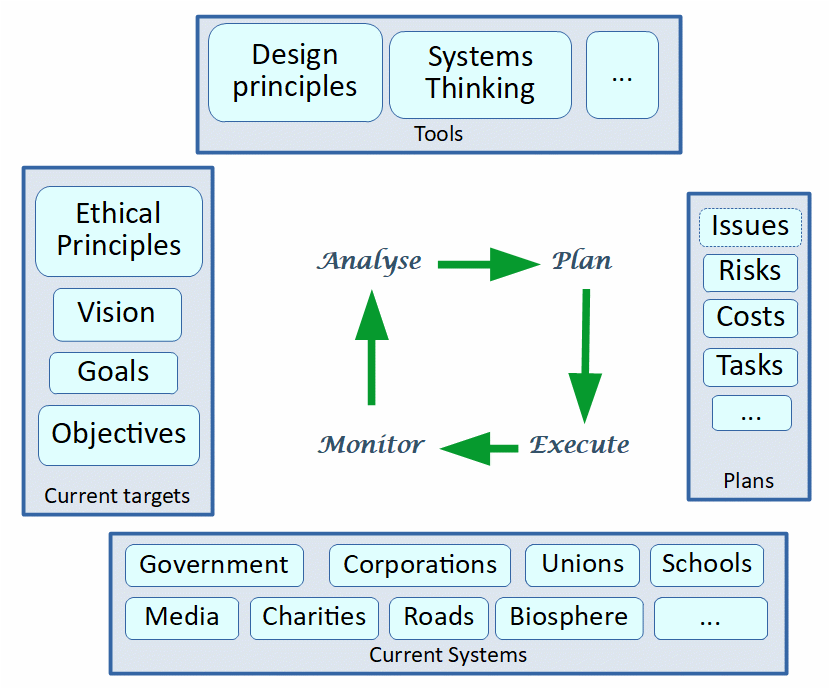 Design
principles
Systems
Thinking
...
Tools
Ethical
Principles
Vision
Goals
Objectives
Current targets
Analyse
Plan
Monitor
Execute
Issues
Risks
Costs
Tasks
...
Plans
Government
Corporations
Unions
Schools
Media
Charities
Roads
Biosphere
...
Current Systems